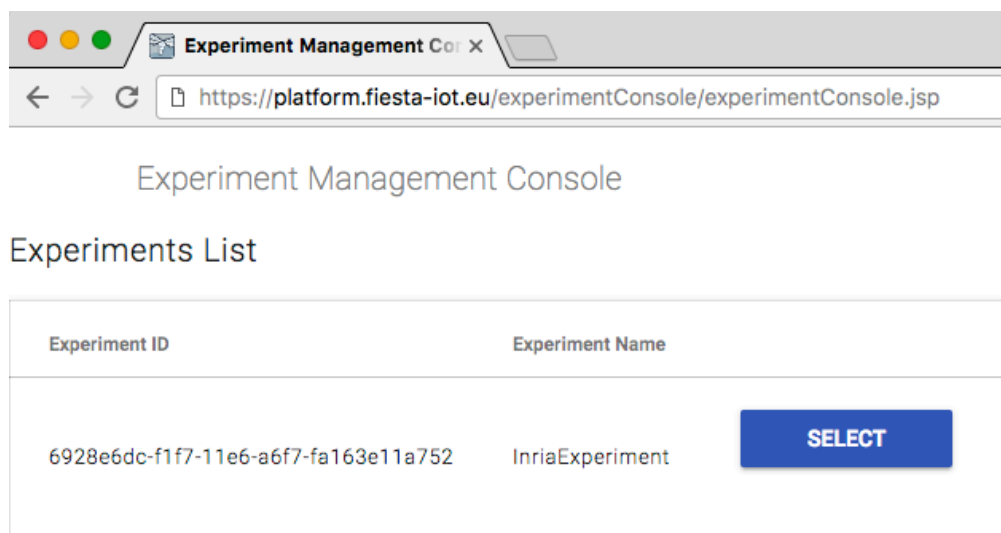 Experiment Management Cor
https://platform.fiesta-iot.eu/experimentConsole/experimentConsole.jsp
Experiment Management Console
Experiments List
Experiment ID Experiment Name
6928e6dc-f1f7-11e6-a6f7-fa163e11a752 InriaExperiment SELECT